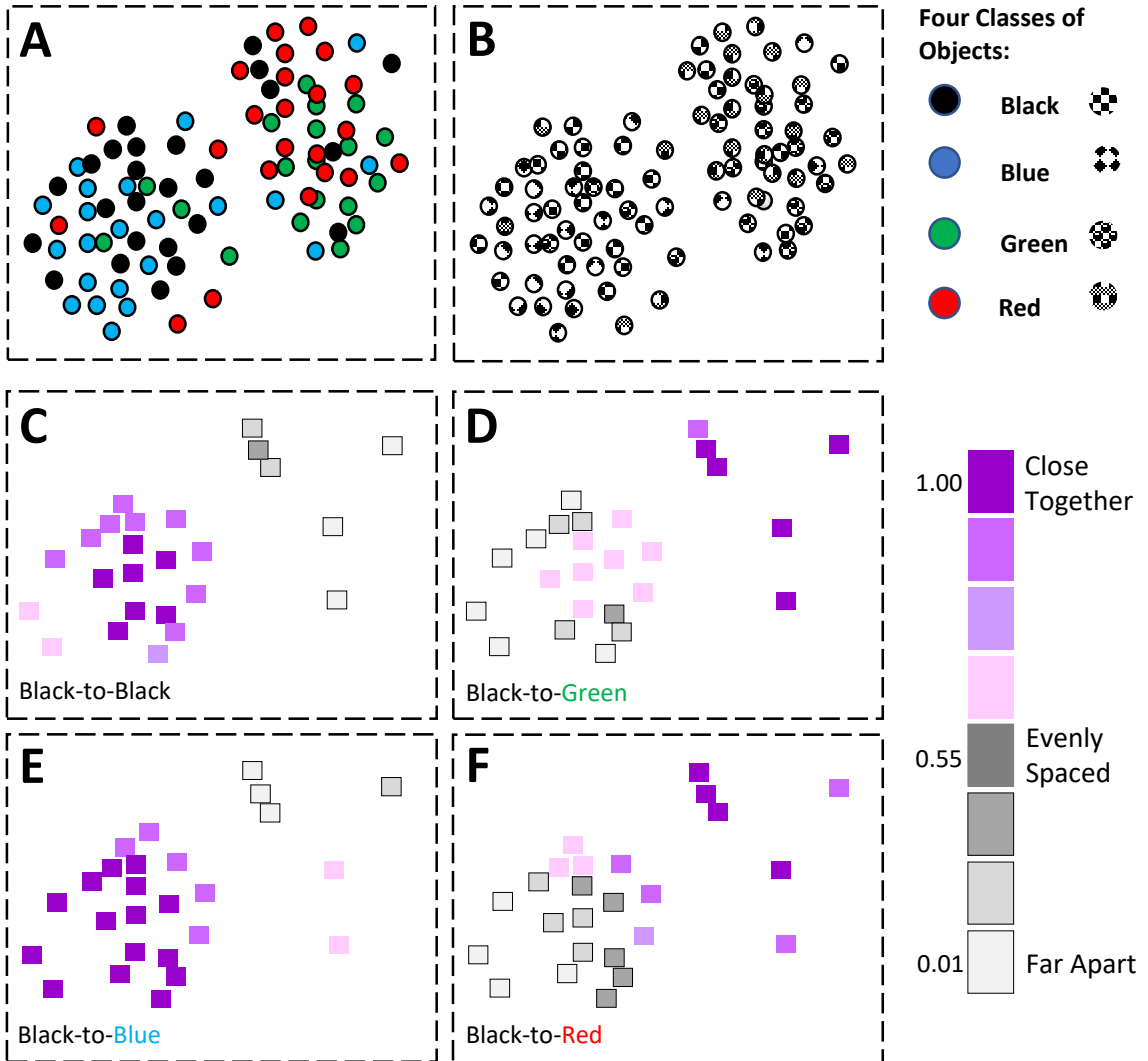 A
B
Four Classes of
Objects:
Black
Blue
Green
Red
C
Black-to-Black
D
Black-to-Green
E
Black-to-Blue
F
Black-to-Red
1.00
Close
Together
0.55
Evenly
Spaced
0.01
Far Apart